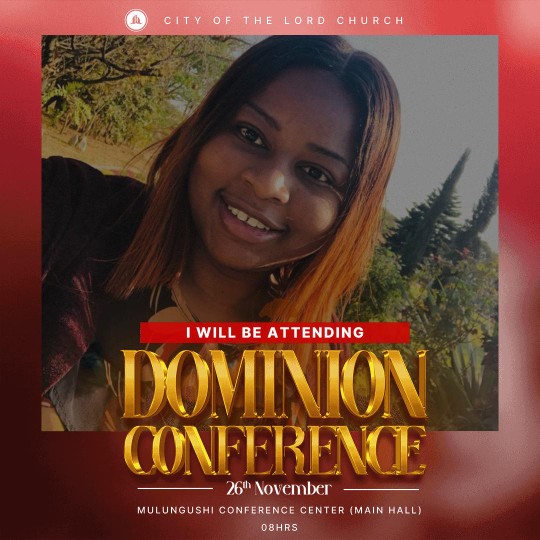 CITY OF THE LORD CHURCH
I WILL BE ATTENDING
DOMINION
CONFERENCE
26th November
MULUNGUSHI CONFERENCE CENTER (MAIN HALL)
08HRS